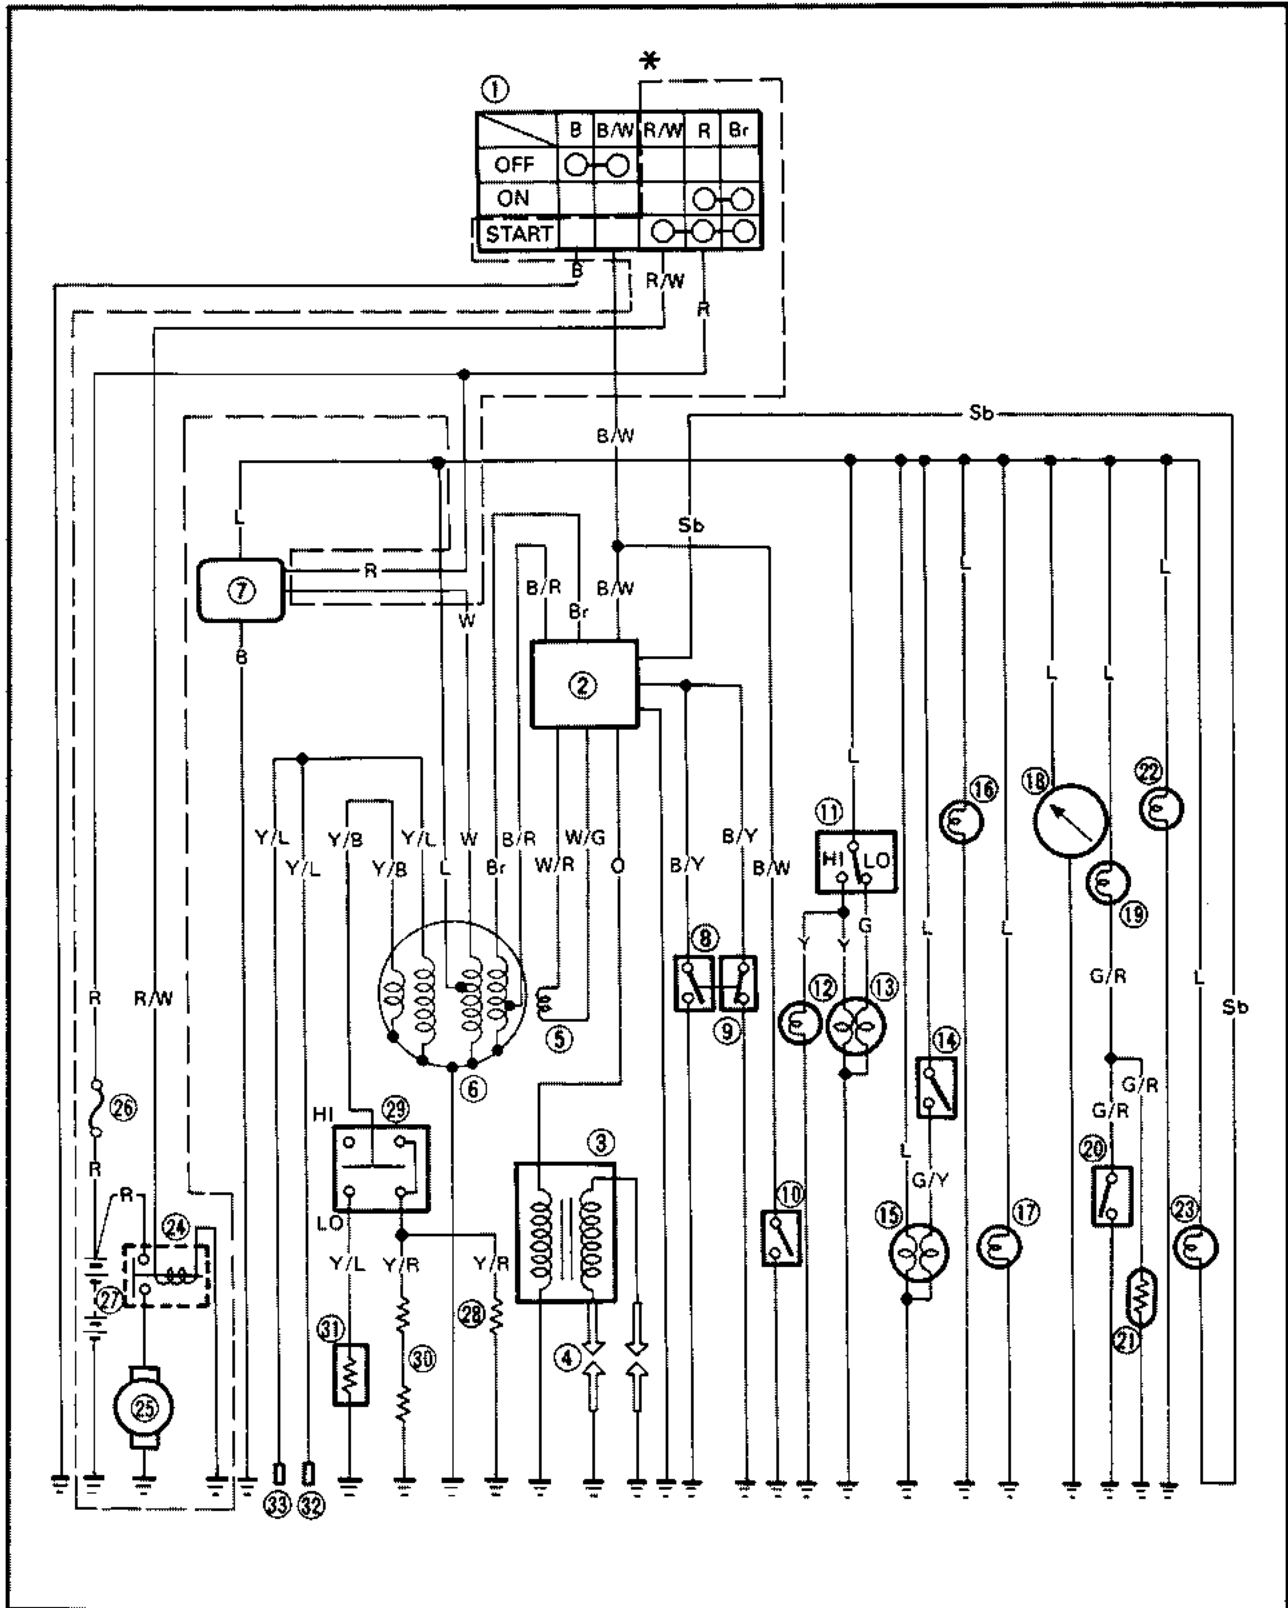 *
①
B B/W R/W R Br
OFF
ON
START
B
R/W
R
B/W
Sb
L
Sb
R
⑦
W
B
B/R
Br
B/W
②
L
L
L
L
L
Y/L
Y/L
Y/B
Y/B
Y/L
L
W
Br
B/R
W/R
W/G
O
B/Y
B/Y
B/W
⑪
HI LO
⑯
⑱
㉒
⑲
Y
Y
G
L
L
G/R
L
Sb
⑧
⑨
⑫
⑬
⑭
⑤
⑥
R
R/W
㉖
R
R
㉔
㉗
㉕
HI
㉙
LO
Y/L
Y/R
Y/R
㉛
㉚
㉘
③
④
⑩
L
G/Y
⑮
⑰
G/R
G/R
⑳
㉑
㉓
㉝
㉜